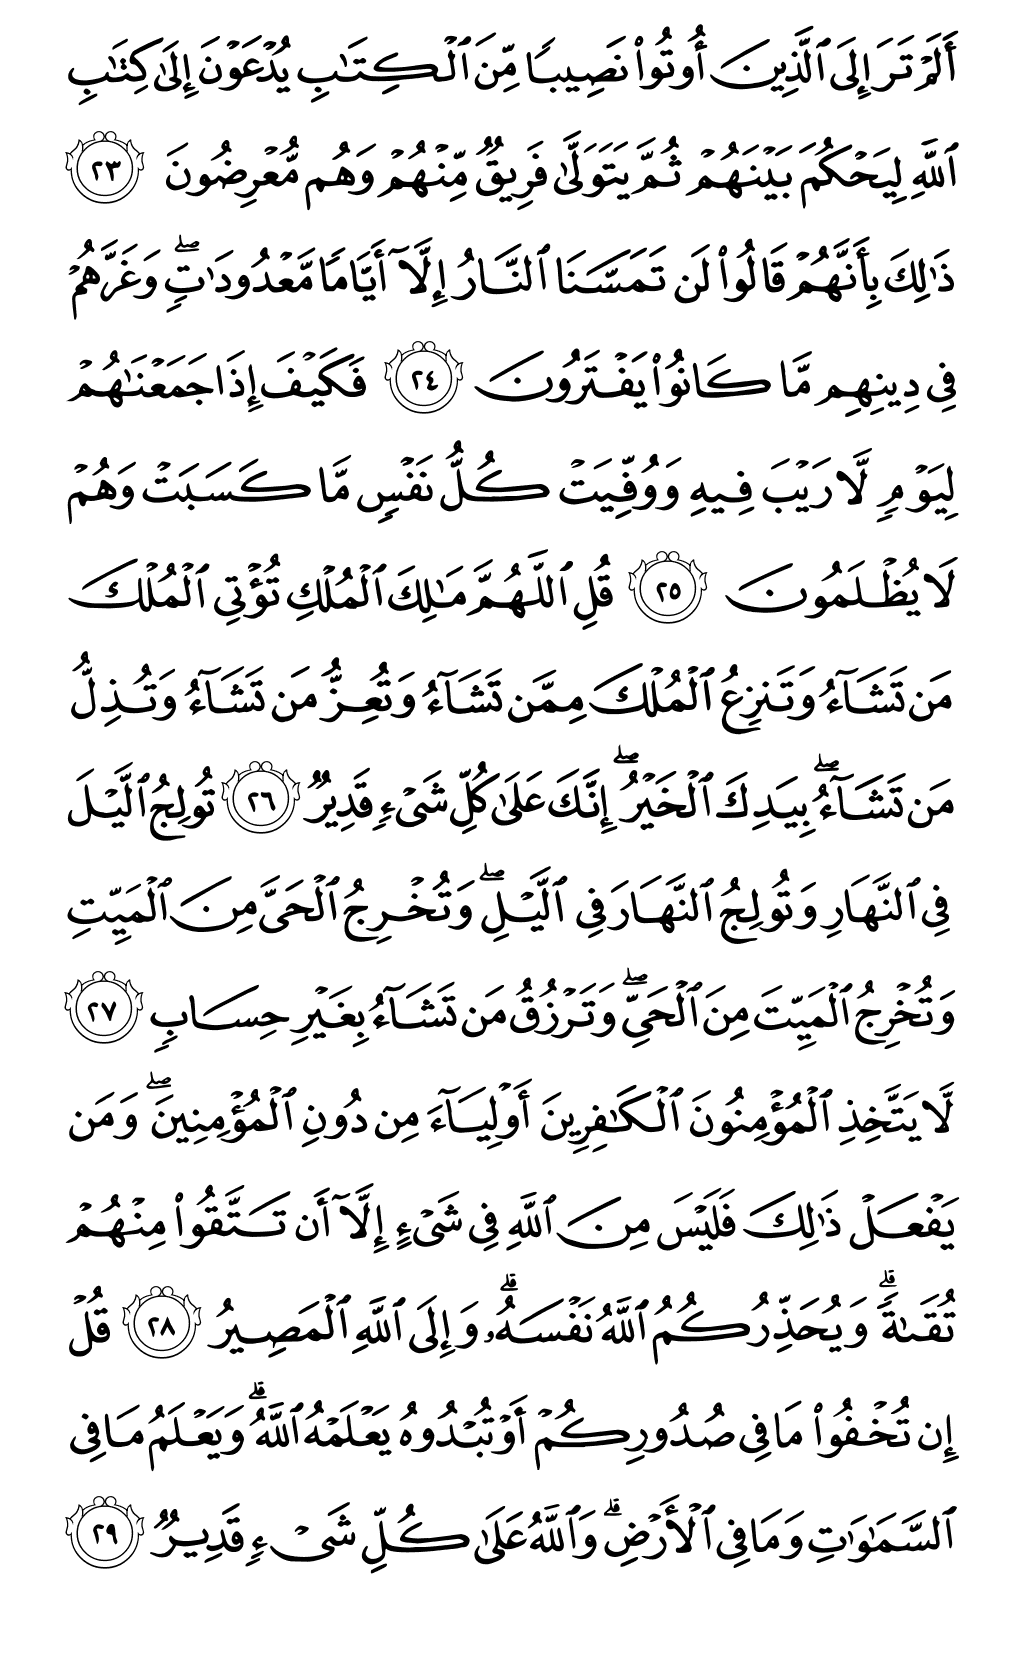 أَلَمْ تَرَ إِلَى ٱلَّذِينَ أُوتُوا۟ نَصِيبًا مِّنَ ٱلْكِتَٰبِ يُدْعَوْنَ إِلَىٰ كِتَٰبِ
ٱللَّهِ لِيَحْكُمَ بَيْنَهُمْ ثُمَّ يَتَوَلَّىٰ فَرِيقٌ مِّنْهُمْ وَهُم مُّعْرِضُونَ ٢٣
ذَٰلِكَ بِأَنَّهُمْ قَالُوا۟ لَن تَمَسَّنَا ٱلنَّارُ إِلَّآ أَيَّامًا مَّعْدُودَٰتٍ ۖ وَغَرَّهُمْ
فِى دِينِهِم مَّا كَانُوا۟ يَفْتَرُونَ ٢٤ فَكَيْفَ إِذَا جَمَعْنَٰهُمْ
لِيَوْمٍ لَّا رَيْبَ فِيهِ وَوُفِّيَتْ كُلُّ نَفْسٍ مَّا كَسَبَتْ وَهُمْ
لَا يُظْلَمُونَ ٢٥ قُلِ ٱللَّهُمَّ مَٰلِكَ ٱلْمُلْكِ تُؤْتِى ٱلْمُلْكَ
مَن تَشَآءُ وَتَنزِعُ ٱلْمُلْكَ مِمَّن تَشَآءُ وَتُعِزُّ مَن تَشَآءُ وَتُذِلُّ
مَن تَشَآءُ ۖ بِيَدِكَ ٱلْخَيْرُ ۖ إِنَّكَ عَلَىٰ كُلِّ شَىْءٍ قَدِيرٌ ٢٦ تُولِجُ ٱلَّيْلَ
فِى ٱلنَّهَارِ وَتُولِجُ ٱلنَّهَارَ فِى ٱلَّيْلِ ۖ وَتُخْرِجُ ٱلْحَىَّ مِنَ ٱلْمَيِّتِ
وَتُخْرِجُ ٱلْمَيِّتَ مِنَ ٱلْحَىِّ ۖ وَتَرْزُقُ مَن تَشَآءُ بِغَيْرِ حِسَابٍ ٢٧
لَّا يَتَّخِذِ ٱلْمُؤْمِنُونَ ٱلْكَٰفِرِينَ أَوْلِيَآءَ مِن دُونِ ٱلْمُؤْمِنِينَ ۖ وَمَن
يَفْعَلْ ذَٰلِكَ فَلَيْسَ مِنَ ٱللَّهِ فِى شَىْءٍ إِلَّآ أَن تَتَّقُوا۟ مِنْهُمْ
تُقَىٰةً ۗ وَيُحَذِّرُكُمُ ٱللَّهُ نَفْسَهُۥ ۗ وَإِلَى ٱللَّهِ ٱلْمَصِيرُ ٢٨ قُلْ
إِن تُخْفُوا۟ مَا فِى صُدُورِكُمْ أَوْ تُبْدُوهُ يَعْلَمْهُ ٱللَّهُ ۗ وَيَعْلَمُ مَا فِى
ٱلسَّمَٰوَٰتِ وَمَا فِى ٱلْأَرْضِ ۗ وَٱللَّهُ عَلَىٰ كُلِّ شَىْءٍ قَدِيرٌ ٢٩